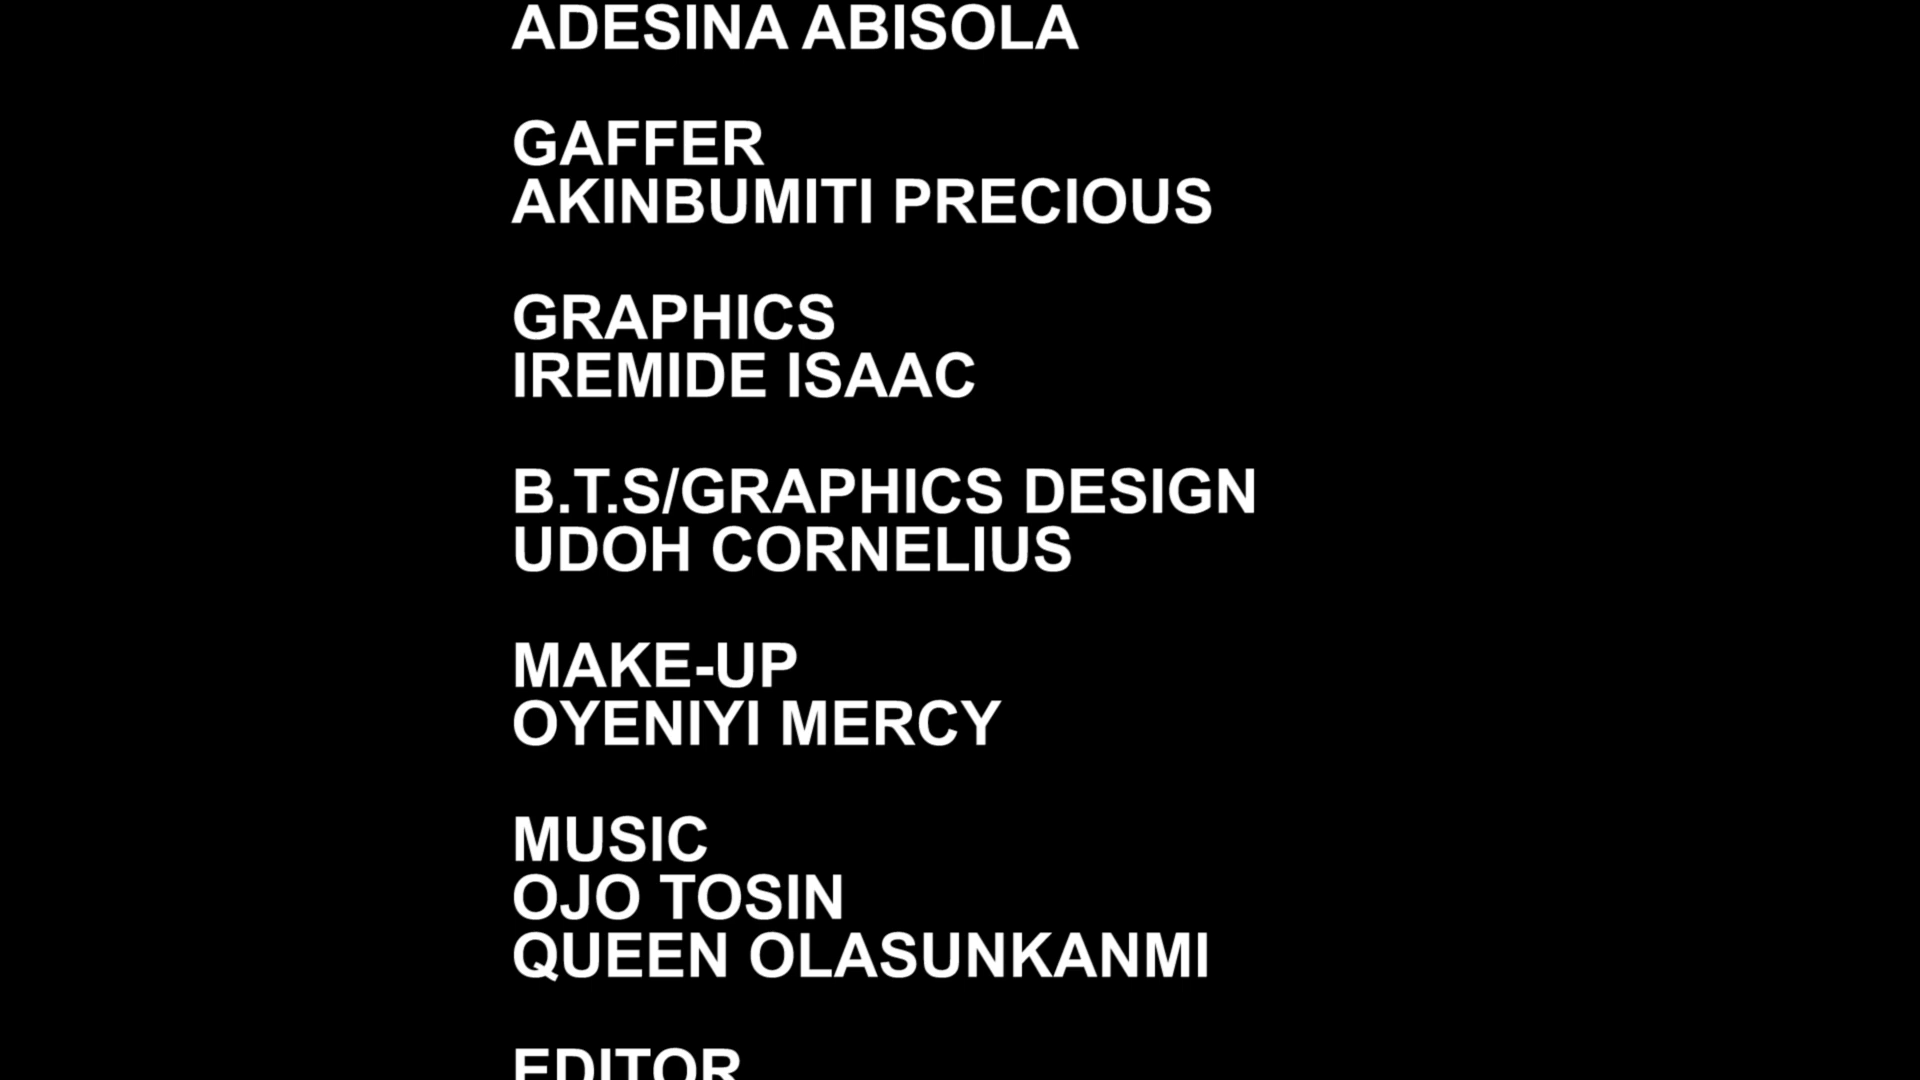 ADESINA ABISOLA
GAFFER
AKINBUMITI PRECIOUS
GRAPHICS
IREMIDE ISAAC
B.T.S/GRAPHICS DESIGN
UDOH CORNELIUS
MAKE-UP
OYENIYI MERCY
MUSIC
OJO TOSIN
QUEEN OLASUNKANMI
EDITOR